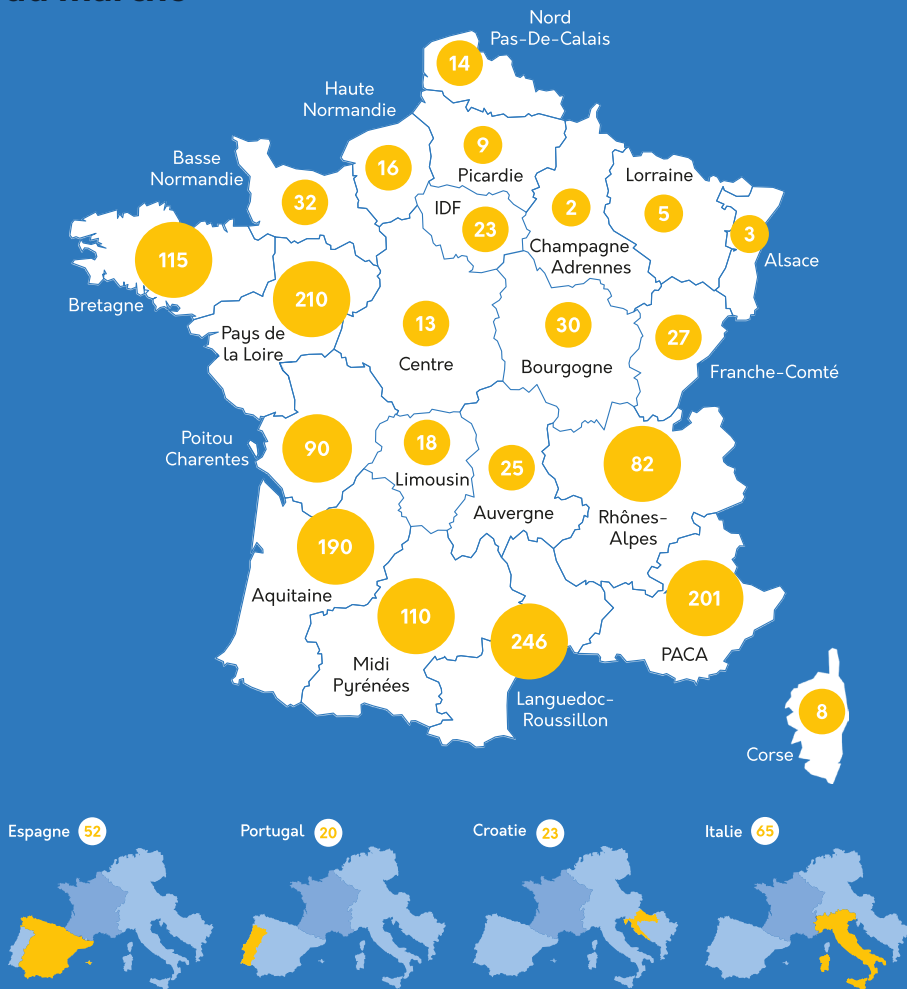 du marché
Nord
Pas-De-Calais
14
Haute
Normandie
16
9
Picardie
Basse
Normandie
32
IDF
23
2
Champagne
Adrennes
Lorraine
5
3
Alsace
115
Bretagne
210
Pays de
la Loire
13
Centre
30
Bourgogne
27
Franche-Comté
Poitou
Charentes
90
18
Limousin
25
Auvergne
82
Rhônes-
Alpes
190
Aquitaine
110
Midi
Pyrénées
246
Languedoc-
Roussillon
201
PACA
8
Corse
Espagne 52
Portugal 20
Croatie 23
Italie 65